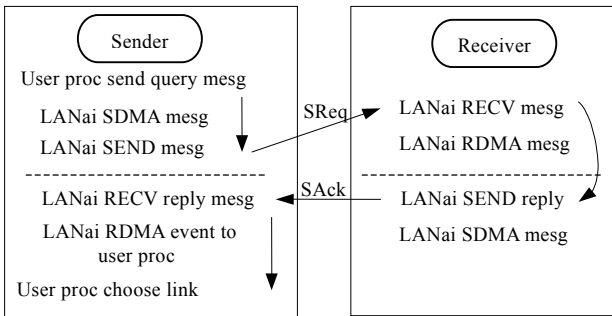 Sender
User proc send query mesg
LANai SDMA mesg
LANai SEND mesg
LANai RECV reply mesg
LANai RDMA event to
user proc
User proc choose link
SReq
SAck
Receiver
LANai RECV mesg
LANai RDMA mesg
LANai SEND reply
LANai SDMA mesg